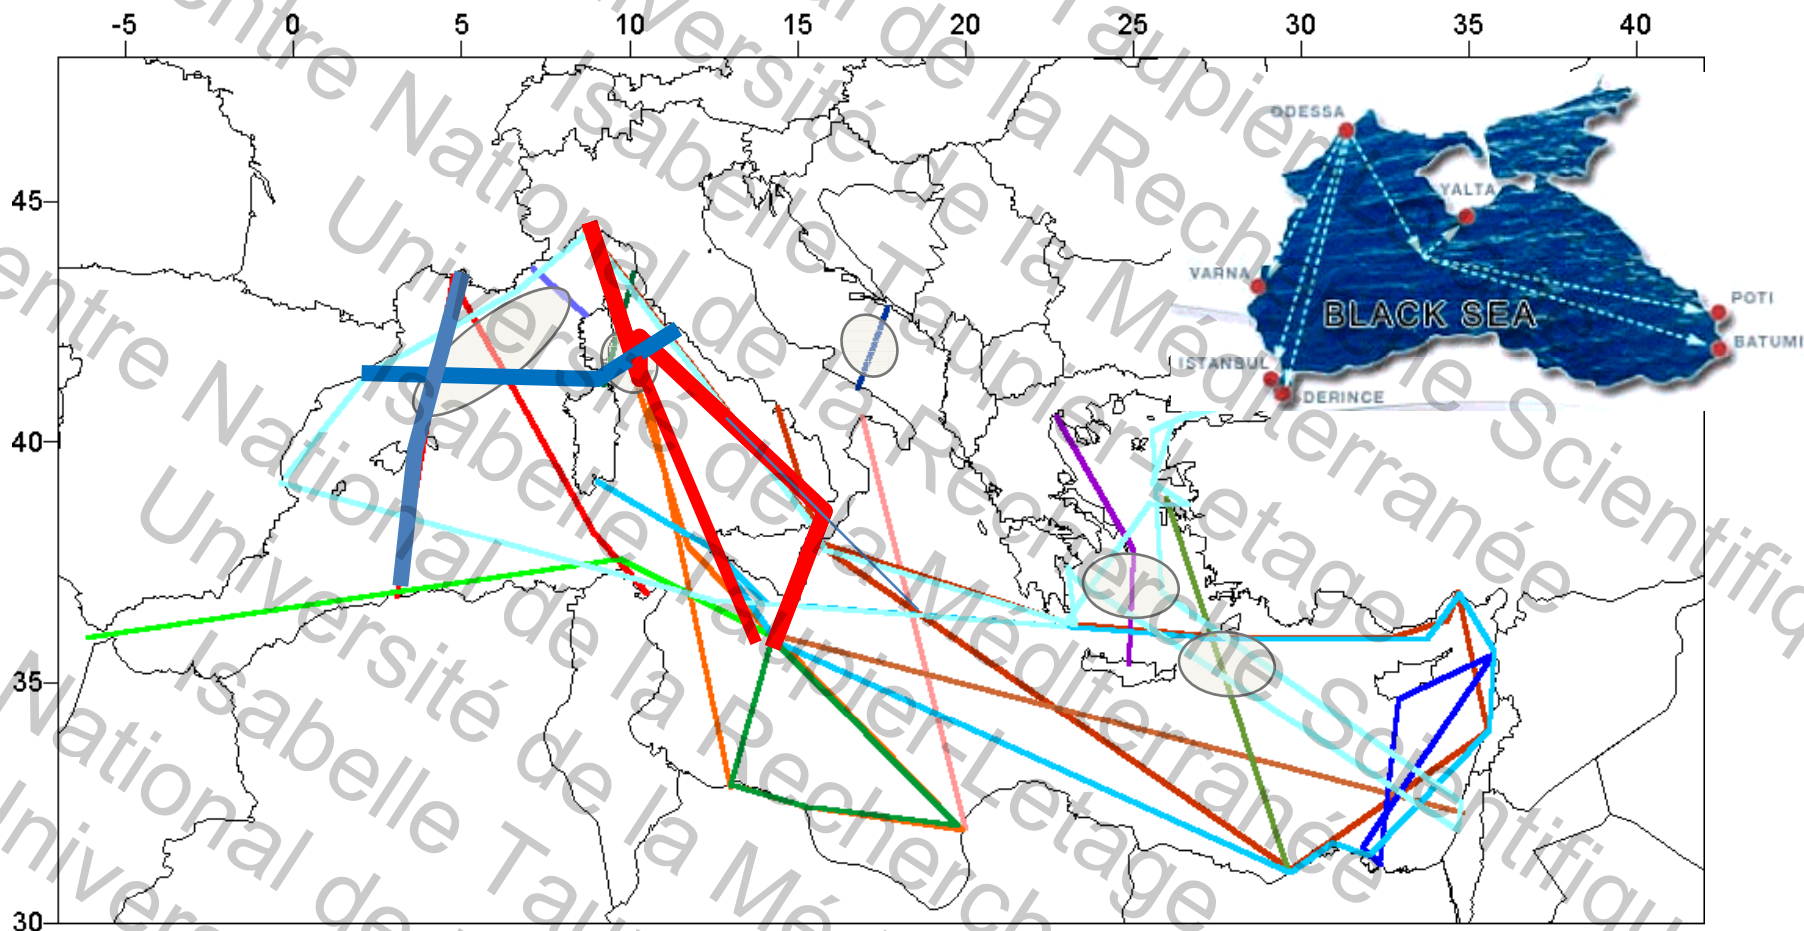 -5 0 5 10 15 20 25 30 35 40
45
40
35
30
ODESSA
YALTA
VARNA
POTI
BLACK SEA
BATUMI
ISTANBUL
DERINCE
Isabelle Taupier-Letage
Université de la Méditerranée
Centre National de la Recherche Scientifique